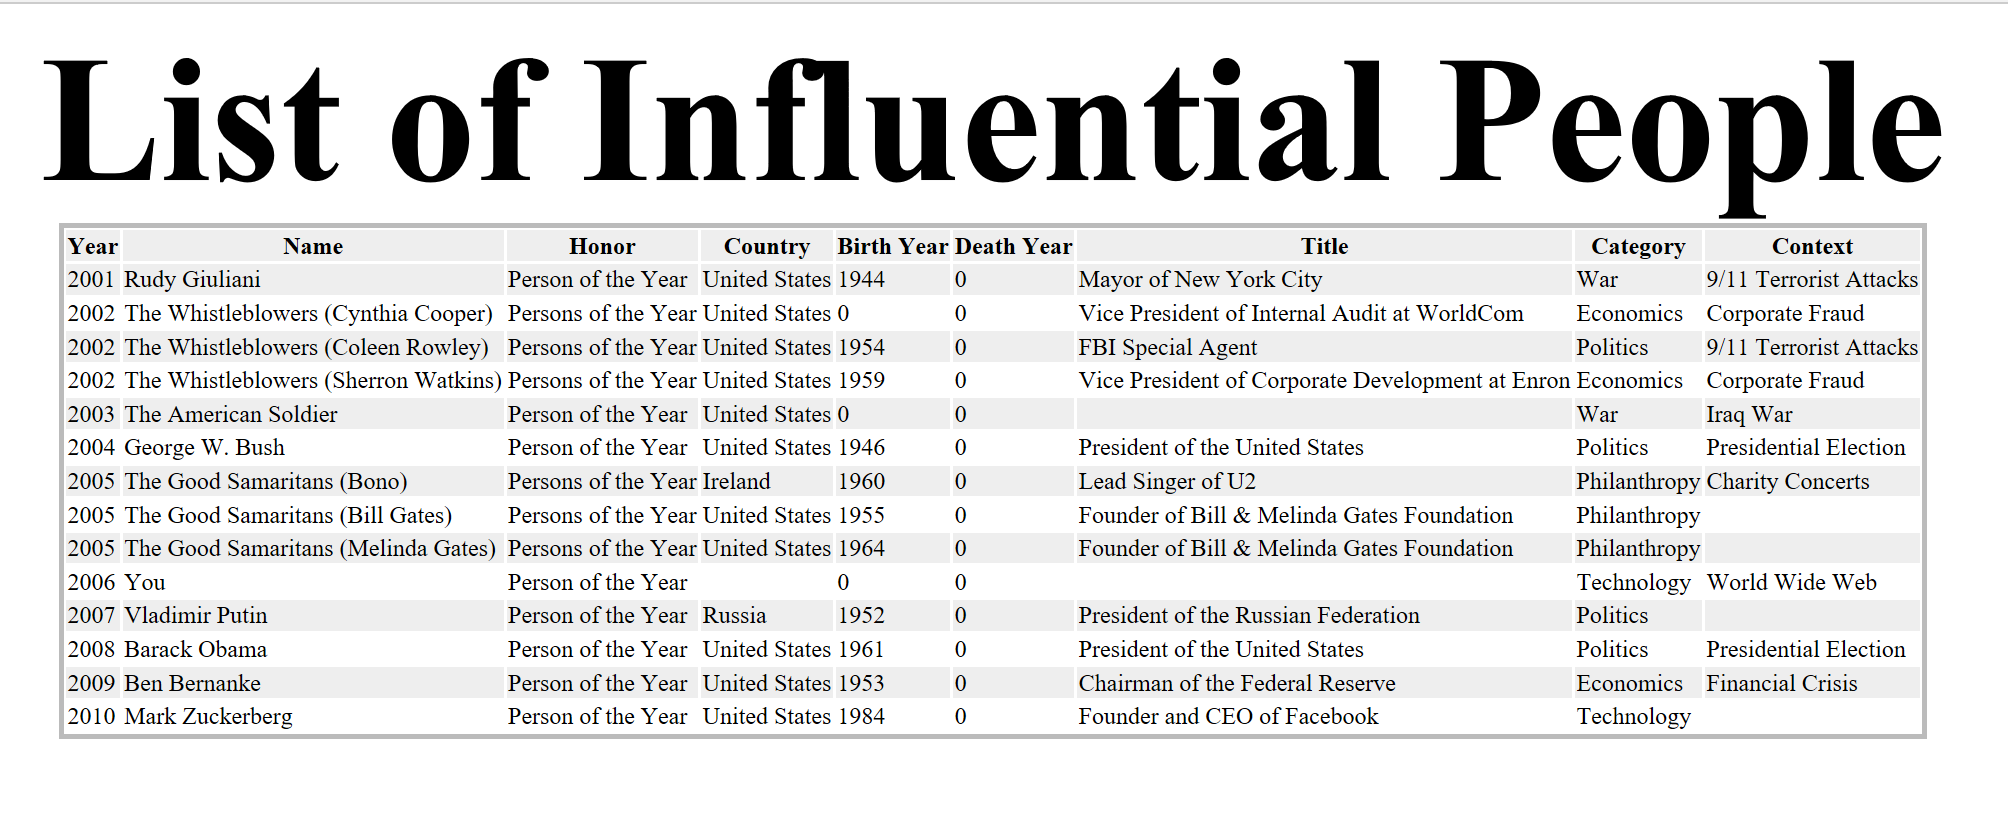 List of Influential People
Year Name Honor Country Birth Year Death Year Title Category Context
2001 Rudy Giuliani Person of the Year United States 1944 0 Mayor of New York City War 9/11 Terrorist Attacks
2002 The Whistleblowers (Cynthia Cooper) Persons of the Year United States 0 0 Vice President of Internal Audit at WorldCom Economics Corporate Fraud
2002 The Whistleblowers (Coleen Rowley) Persons of the Year United States 1954 0 FBI Special Agent Politics 9/11 Terrorist Attacks
2002 The Whistleblowers (Sherron Watkins) Persons of the Year United States 1959 0 Vice President of Corporate Development at Enron Economics Corporate Fraud
2003 The American Soldier Person of the Year United States 0 0 War Iraq War
2004 George W. Bush Person of the Year United States 1946 0 President of the United States Politics Presidential Election
2005 The Good Samaritans (Bono) Persons of the Year Ireland 1960 0 Lead Singer of U2 Philanthropy Charity Concerts
2005 The Good Samaritans (Bill Gates) Persons of the Year United States 1955 0 Founder of Bill & Melinda Gates Foundation Philanthropy
2005 The Good Samaritans (Melinda Gates) Persons of the Year United States 1964 0 Founder of Bill & Melinda Gates Foundation Philanthropy
2006 You Person of the Year 0 0 Technology World Wide Web
2007 Vladimir Putin Person of the Year Russia 1952 0 President of the Russian Federation Politics
2008 Barack Obama Person of the Year United States 1961 0 President of the United States Politics Presidential Election
2009 Ben Bernanke Person of the Year United States 1953 0 Chairman of the Federal Reserve Economics Financial Crisis
2010 Mark Zuckerberg Person of the Year United States 1984 0 Founder and CEO of Facebook Technology